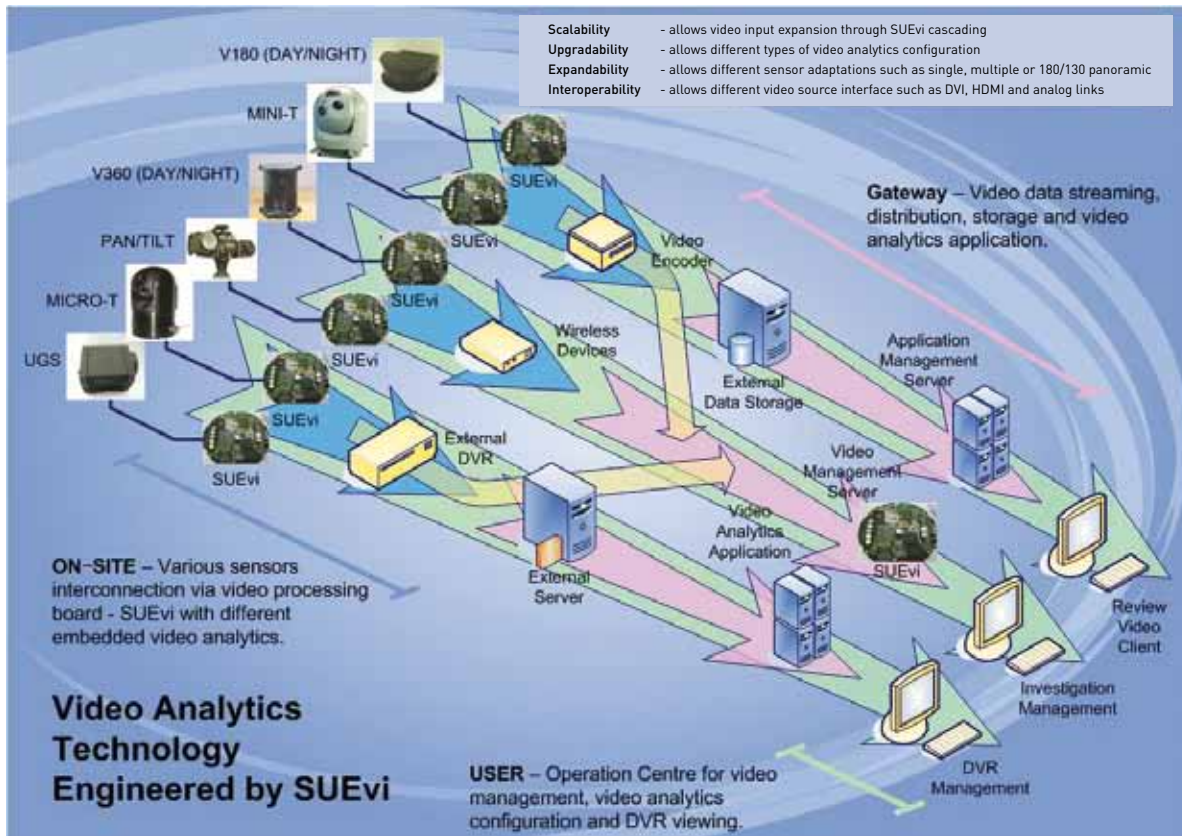 Scalability - allows video input expansion through SUEvi cascading
Upgradability - allows different types of video analytics configuration
Expandability - allows different sensor adaptations such as single, multiple or 180/130 panoramic
Interoperability - allows different video source interface such as DVI, HDMI and analog links
V180 (DAY/NIGHT)
MINI-T
V360 (DAY/NIGHT)
PAN/TILT
MICRO-T
UGS
SUEvi
SUEvi
SUEvi
SUEvi
SUEvi
SUEvi
Gateway – Video data streaming,
distribution, storage and video
analytics application.
Video
Encoder
Wireless
Devices
External
DVR
External
Data Storage
Application
Management
Server
Video
Management
Server
SUEvi
Video
Analytics
Application
External
Server
Review
Video
Client
Investigation
Management
DVR
Management
ON-SITE – Various sensors
interconnection via video processing
board - SUEvi with different
embedded video analytics.
Video Analytics
Technology
Engineered by SUEvi
USER – Operation Centre for video
management, video analytics
configuration and DVR viewing.